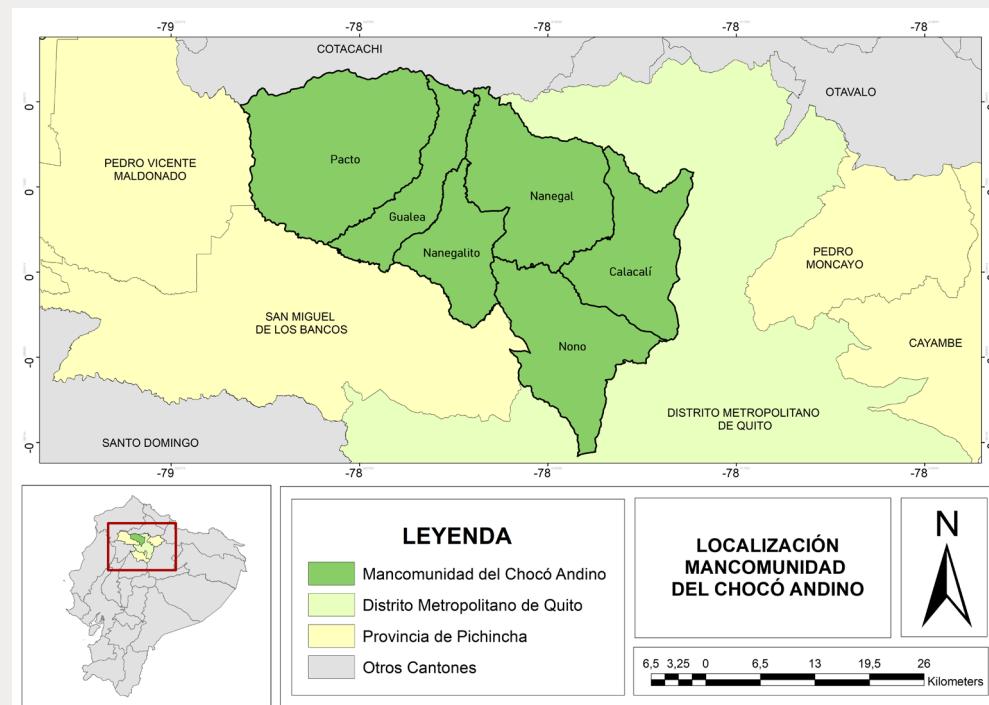 -79
-78
-78
-78
-78
COTACACHI
OTAVALO
0
0
PEDRO VICENTE
MALDONADO
Pacto
Nanegal
Gualea
Nanegalito
Calacalí
PEDRO
MONCAYO
0
0
SAN MIGUEL
DE LOS BANCOS
Nono
CAYAMBE
-0
-0
DISTRITO METROPOLITANO
DE QUITO
SANTO DOMINGO
-0
-0
-79
-78
-78
-78
-78
LEYENDA
Mancomunidad del Chocó Andino
Distrito Metropolitano de Quito
Provincia de Pichincha
Otros Cantones
LOCALIZACIÓN
MANCOMUNIDAD
DEL CHOCÓ ANDINO
N
6,5 3,25 0 6,5 13 19,5 26
Kilometers